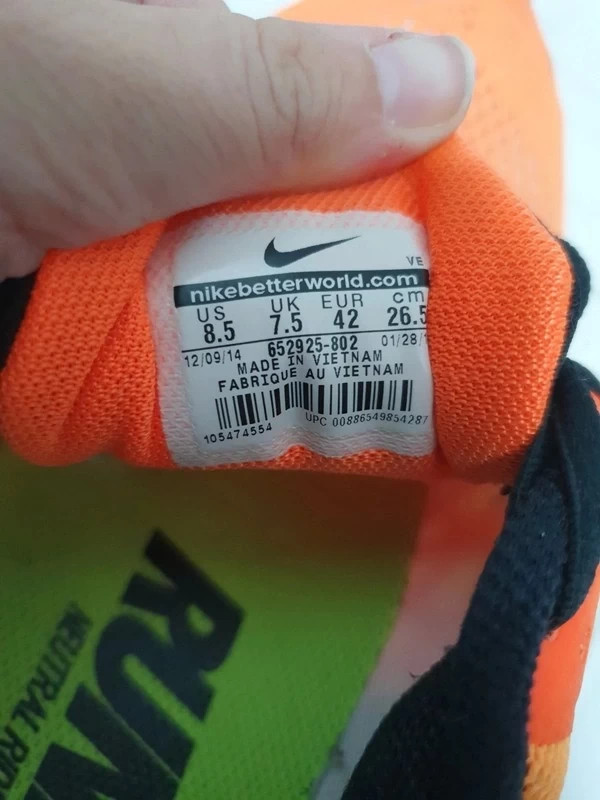 VE
nikebetterworld.com
US UK EUR cm
8.5 7.5 42 26.5
12/09/14 652925-802 01/28/1
MADE IN VIETNAM
FABRIQUE AU VIETNAM
UPC 00886549854287
105474554
RUN
NEUTRAL RID